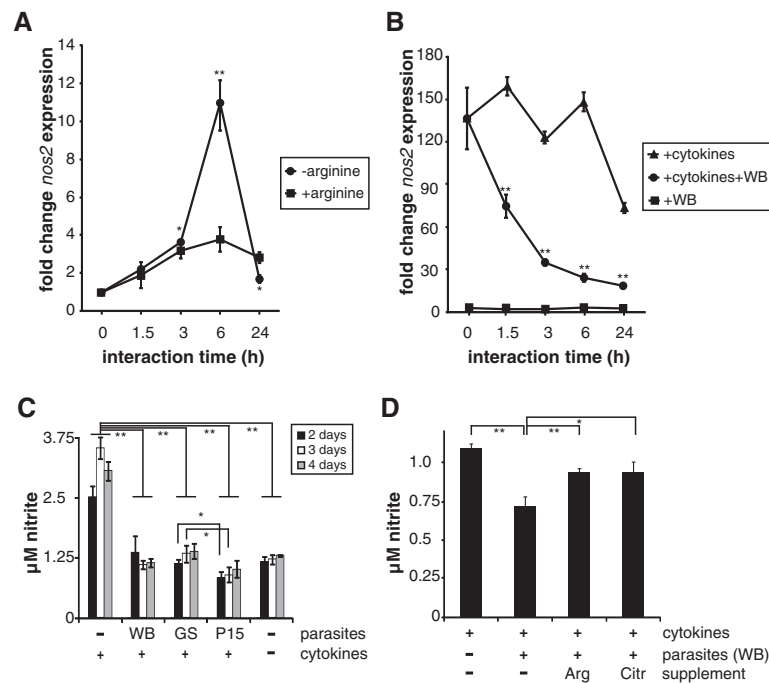 A
fold change nos2 expression
14
12
10
8
6
4
2
0
**
*
*
0 1.5 3 6 24
interaction time (h)
-arginine
+arginine
B
fold change nos2 expression
180
150
120
90
60
30
0
**
**
**
**
0 1.5 3 6 24
interaction time (h)
+cytokines
+cytokines+WB
+WB
C
µM nitrite
3.75
2.5
1.25
0
** ** ** **
*
*
2 days
3 days
4 days
- WB GS P15 - parasites
+ + + + - cytokines
D
µM nitrite
1.0
0.75
0.5
0.25
0
*
** **
+ + + + cytokines
- + + + parasites (WB)
- - Arg Citr supplement